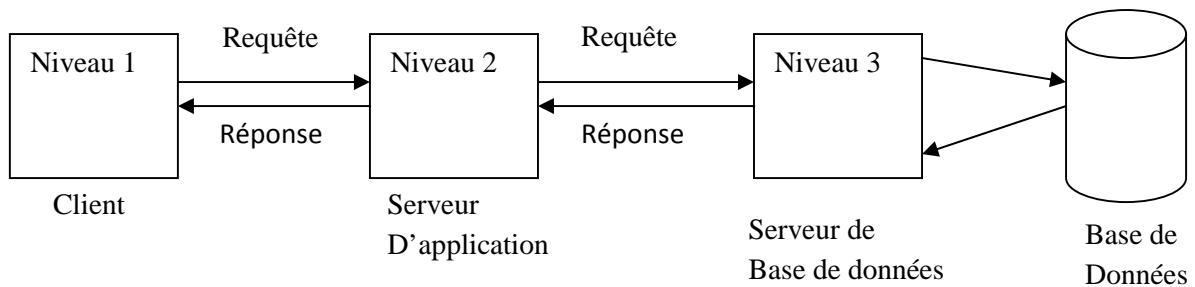 Requête
Requête
Niveau 1
Niveau 2
Niveau 3
Réponse
Réponse
Client
Serveur
D’application
Serveur de
Base de données
Base de
Données